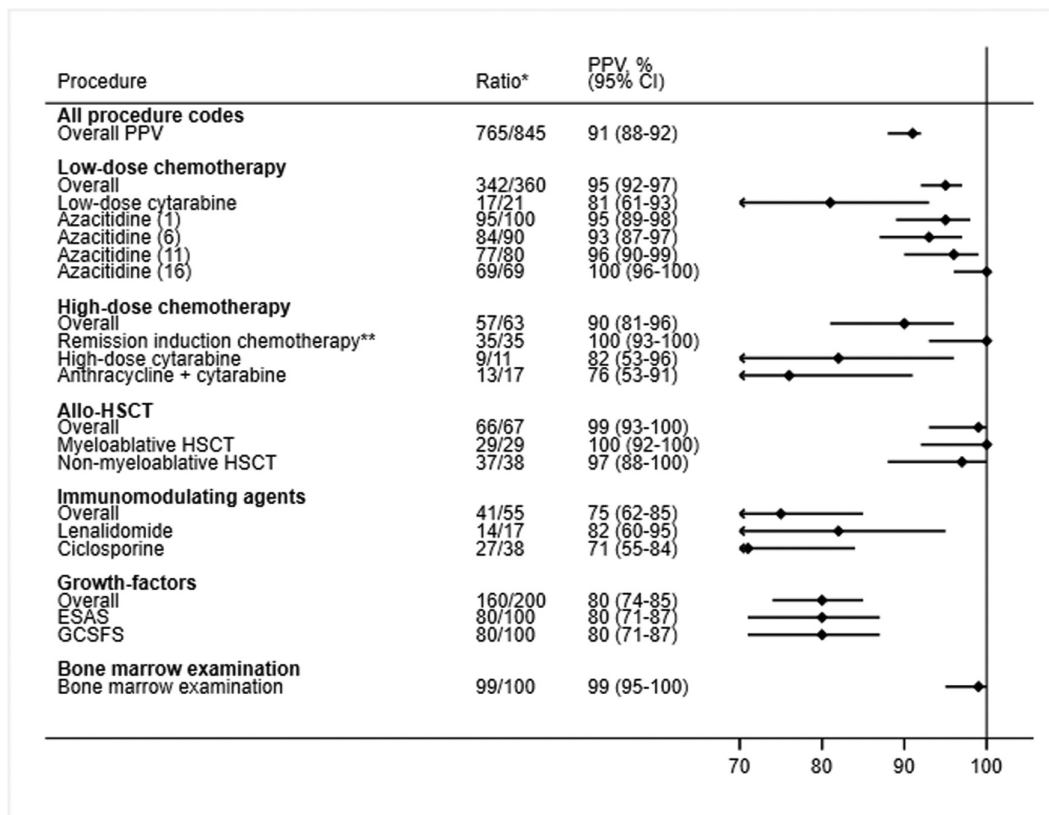 PPV, %
Procedure Ratio* (95% CI)
All procedure codes
Overall PPV 765/845 91 (88-92)
Low-dose chemotherapy
Overall 342/360 95 (92-97)
Low-dose cytarabine 17/21 81 (61-93)
Azacitidine (1) 95/100 95 (89-98)
Azacitidine (6) 84/90 93 (87-97)
Azacitidine (11) 77/80 96 (90-99)
Azacitidine (16) 69/69 100 (96-100)
High-dose chemotherapy
Overall 57/63 90 (81-96)
Remission induction chemotherapy** 35/35 100 (93-100)
High-dose cytarabine 9/11 82 (53-96)
Anthracycline + cytarabine 13/17 76 (53-91)
Allo-HSCT
Overall 66/67 99 (93-100)
Myeloablative HSCT 29/29 100 (92-100)
Non-myeloablative HSCT 37/38 97 (88-100)
Immunomodulating agents
Overall 41/55 75 (62-85)
Lenalidomide 14/17 82 (60-95)
Ciclosporine 27/38 71 (55-84)
Growth-factors
Overall 160/200 80 (74-85)
ESAS 80/100 80 (71-87)
GCSFS 80/100 80 (71-87)
Bone marrow examination
Bone marrow examination 99/100 99 (95-100)
70 80 90 100